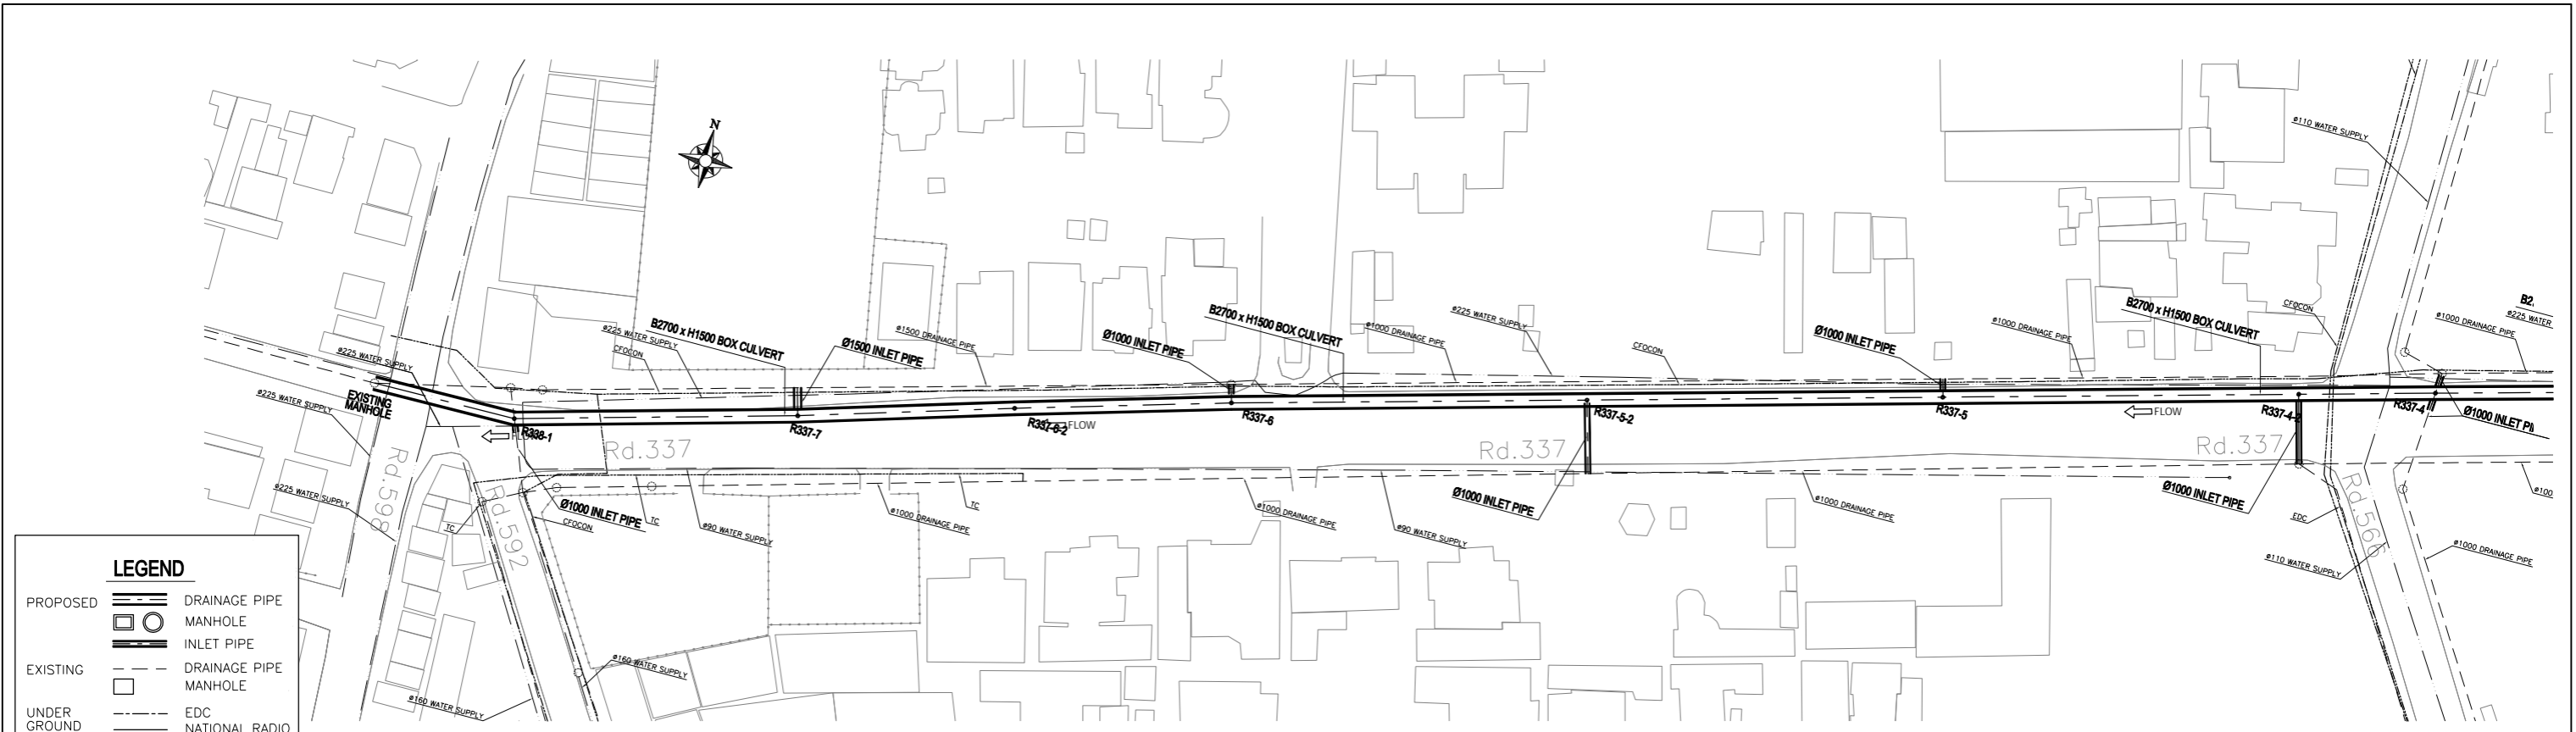 N
ø110 WATER SUPPLY
B2.
ø225 WATER
B2700 x H1500 BOX CULVERT
ø225 WATER SUPPLY
CFOCON
ø1500 DRAINAGE PIPE
Ø1500 INLET PIPE
Ø1000 INLET PIPE
B2700 x H1500 BOX CULVERT
ø1000 DRAINAGE PIPE
ø225 WATER SUPPLY
CFOCON
Ø1000 INLET PIPE
ø1000 DRAINAGE PIPE
B2700 x H1500 BOX CULVERT
CFOCON
ø1000 DRAINAGE PIPE
ø225 WATER SUPPLY
EXISTING
MANHOLE
ø225 WATER SUPPLY
R338-1
FLOW
R337-7
R337-6-2
FLOW
R337-6
R337-5-2
R337-5
FLOW
R337-4-2
R337-4
Ø1000 INLET PI
Rd.337
Rd.337
Rd.337
Rd.598
Rd.592
Rd.566
ø225 WATER SUPPLY
TC
Ø1000 INLET PIPE
CFOCON
TC
ø90 WATER SUPPLY
ø1000 DRAINAGE PIPE
TC
ø1000 DRAINAGE PIPE
ø90 WATER SUPPLY
Ø1000 INLET PIPE
ø1000 DRAINAGE PIPE
Ø1000 INLET PIPE
EDC
ø110 WATER SUPPLY
ø1000 DRAINAGE PIPE
ø100
ø160 WATER SUPPLY
ø160 WATER SUPPLY
LEGEND
PROPOSED DRAINAGE PIPE
MANHOLE
INLET PIPE
EXISTING DRAINAGE PIPE
MANHOLE
UNDER EDC
GROUND NATIONAL RADIO